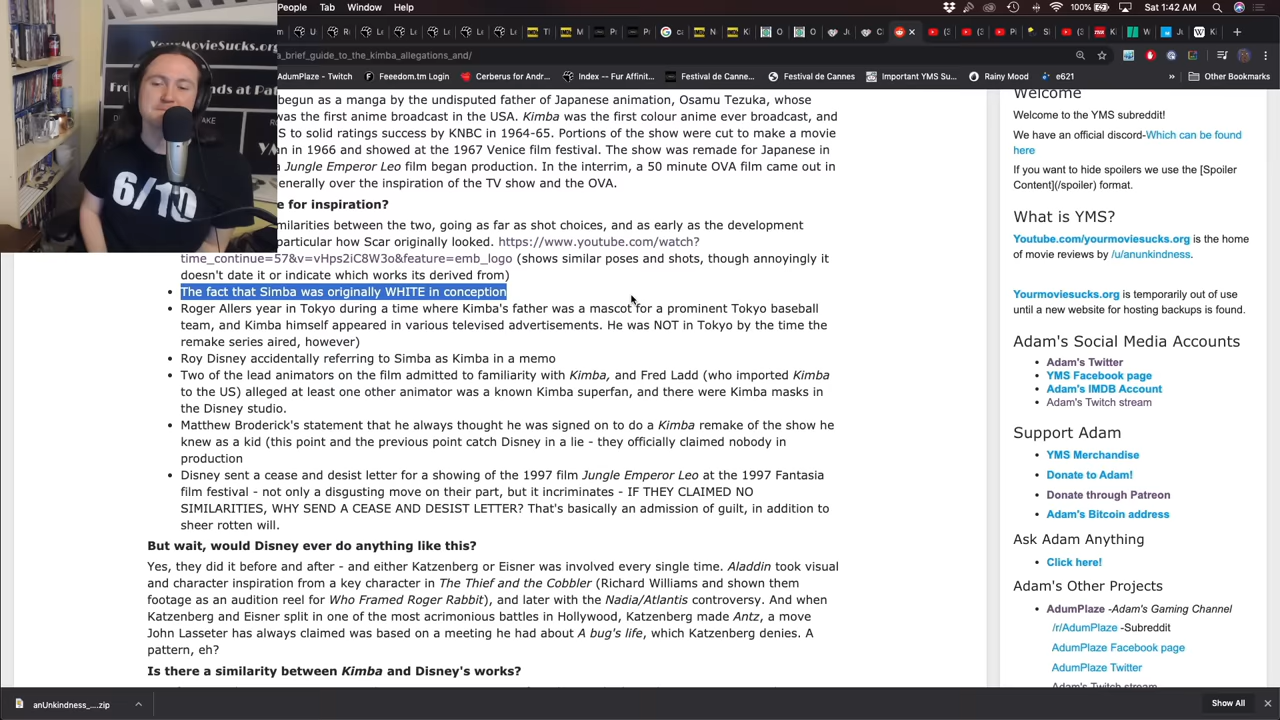 People Tab Window Help
100% Sat 1:42 AM
a_brief_guide_to_the_kimba_allegations_and/
AdumPlaze - Twitch Feeedom.tm Login Cerberus for Andr... Index -- Fur Affinit... Festival de Canne... Festival de Cannes Important YMS Su... Rainy Mood e621 » Other Bookmarks
YourMovieSucks.org
6/10
begun as a manga by the undisputed father of Japanese animation, Osamu Tezuka, whose
was the first anime broadcast in the USA. Kimba was the first colour anime ever broadcast, and
S to solid ratings success by KNBC in 1964-65. Portions of the show were cut to make a movie
en in 1966 and showed at the 1967 Venice film festival. The show was remade for Japanese in
a Jungle Emperor Leo film began production. In the interrim, a 50 minute OVA film came out in
enerally over the inspiration of the TV show and the OVA.
e for inspiration?
milarities between the two, going as far as shot choices, and as early as the development
particular how Scar originally looked. https://www.youtube.com/watch?
time_continue=57&v=vHps2iC8W3o&feature=emb_logo (shows similar poses and shots, though annoyingly it
doesn't date it or indicate which works its derived from)
The fact that Simba was originally WHITE in conception
Roger Allers year in Tokyo during a time where Kimba's father was a mascot for a prominent Tokyo baseball
team, and Kimba himself appeared in various televised advertisements. He was NOT in Tokyo by the time the
remake series aired, however)
Roy Disney accidentally referring to Simba as Kimba in a memo
Two of the lead animators on the film admitted to familiarity with Kimba, and Fred Ladd (who imported Kimba
to the US) alleged at least one other animator was a known Kimba superfan, and there were Kimba masks in
the Disney studio.
Matthew Broderick's statement that he always thought he was signed on to do a Kimba remake of the show he
knew as a kid (this point and the previous point catch Disney in a lie - they officially claimed nobody in
production
Disney sent a cease and desist letter for a showing of the 1997 film Jungle Emperor Leo at the 1997 Fantasia
film festival - not only a disgusting move on their part, but it incriminates - IF THEY CLAIMED NO
SIMILARITIES, WHY SEND A CEASE AND DESIST LETTER? That's basically an admission of guilt, in addition to
sheer rotten will.
But wait, would Disney ever do anything like this?
Yes, they did it before and after - and either Katzenberg or Eisner was involved every single time. Aladdin took visual
and character inspiration from a key character in The Thief and the Cobbler (Richard Williams and shown them
footage as an audition reel for Who Framed Roger Rabbit), and later with the Nadia/Atlantis controversy. And when
Katzenberg and Eisner split in one of the most acrimonious battles in Hollywood, Katzenberg made Antz, a move
John Lasseter has always claimed was based on a meeting he had about A bug's life, which Katzenberg denies. A
pattern, eh?
Is there a similarity between Kimba and Disney's works?
Welcome
Welcome to the YMS subreddit!
We have an official discord-Which can be found
here
If you want to hide spoilers we use the [Spoiler
Content](/spoiler) format.
What is YMS?
Youtube.com/yourmoviesucks.org is the home
of movie reviews by /u/anunkindness.
Yourmoviesucks.org is temporarily out of use
until a new website for hosting backups is found.
Adam's Social Media Accounts
Adam's Twitter
YMS Facebook page
Adam's IMDB Account
Adam's Twitch stream
Support Adam
YMS Merchandise
Donate to Adam!
Donate through Patreon
Adam's Bitcoin address
Ask Adam Anything
Click here!
Adam's Other Projects
AdumPlaze -Adam's Gaming Channel
/r/AdumPlaze -Subreddit
AdumPlaze Facebook page
AdumPlaze Twitter
Adam's Twitch stream
anUnkindness_....zip
Show All